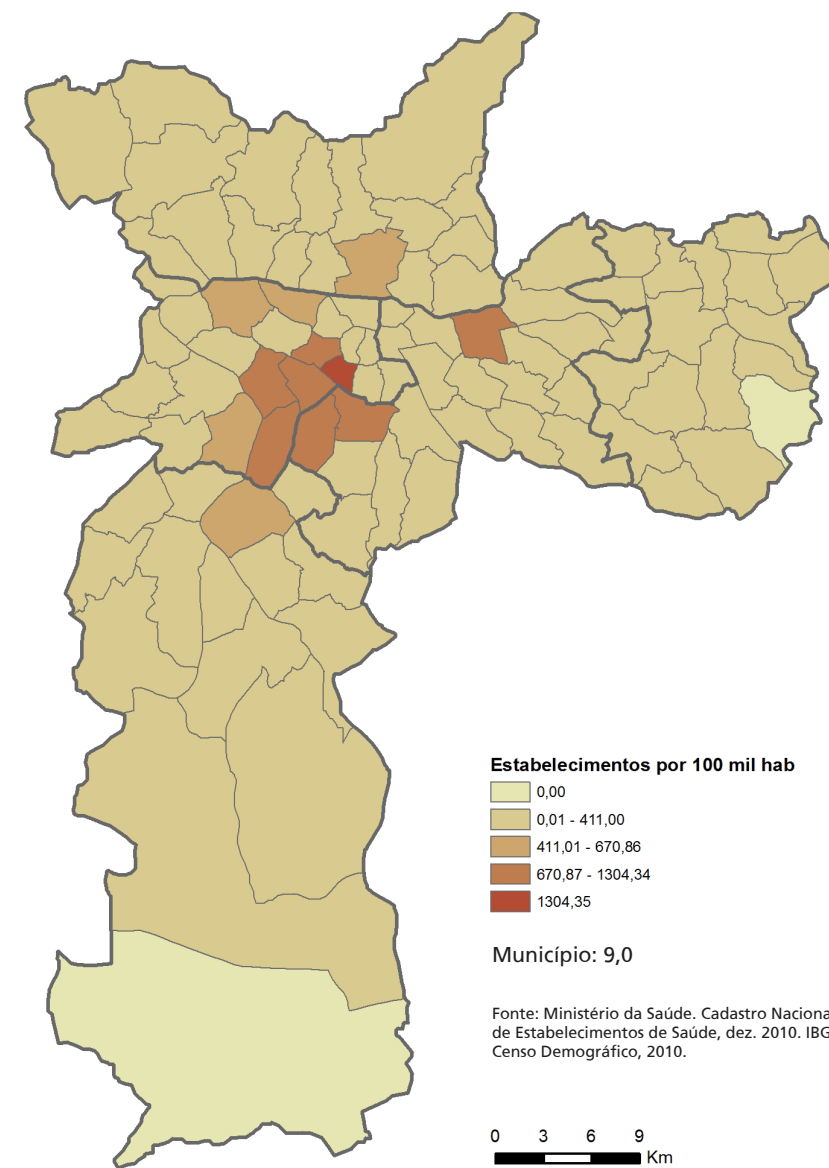 Estabelecimentos por 100 mil hab
0,00
0,01 - 411,00
411,01 - 670,86
670,87 - 1304,34
1304,35
Município: 9,0
Fonte: Ministério da Saúde. Cadastro Naciona
de Estabelecimentos de Saúde, dez. 2010. IBG
Censo Demográfico, 2010.
0 3 6 9
Km